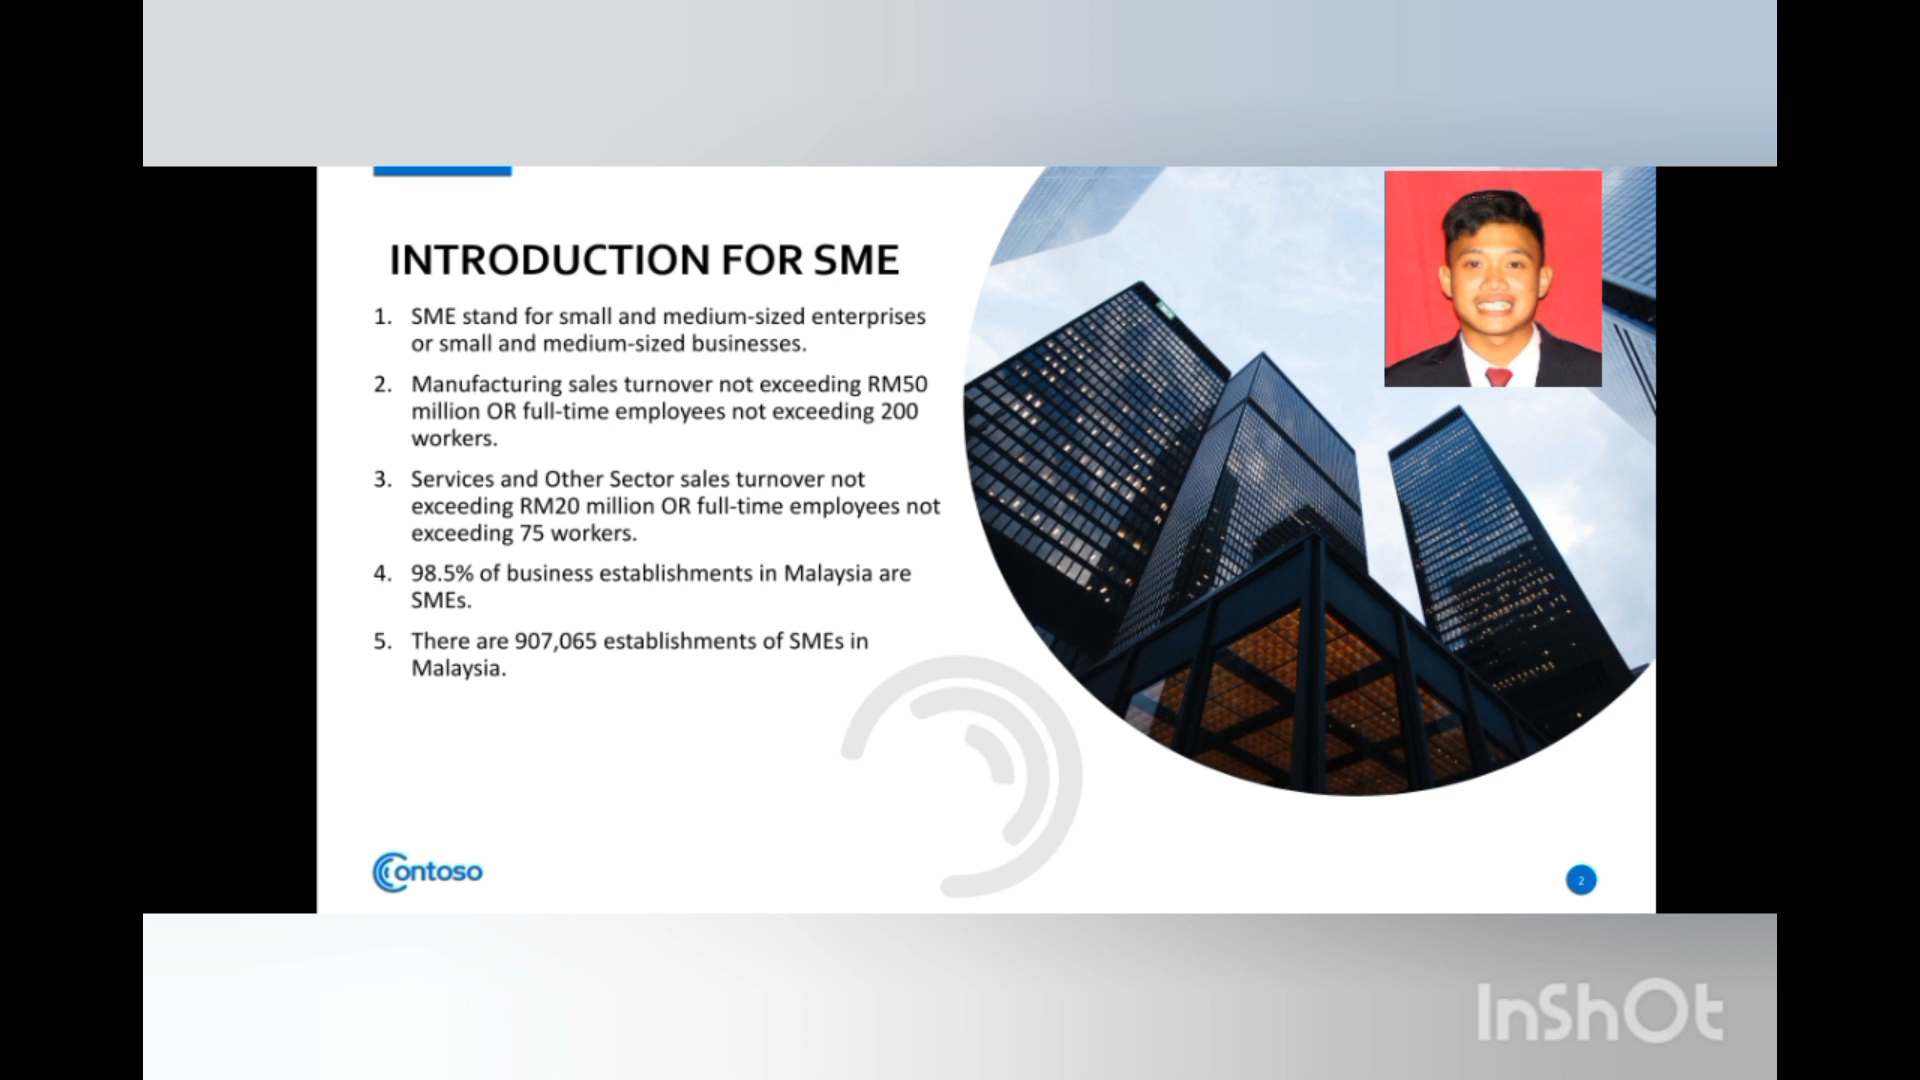 INTRODUCTION FOR SME
1. SME stand for small and medium-sized enterprises
or small and medium-sized businesses.
2. Manufacturing sales turnover not exceeding RM50
million OR full-time employees not exceeding 200
workers.
3. Services and Other Sector sales turnover not
exceeding RM20 million OR full-time employees not
exceeding 75 workers.
4. 98.5% of business establishments in Malaysia are
SMEs.
5. There are 907,065 establishments of SMEs in
Malaysia.
Contoso
2
InShOt